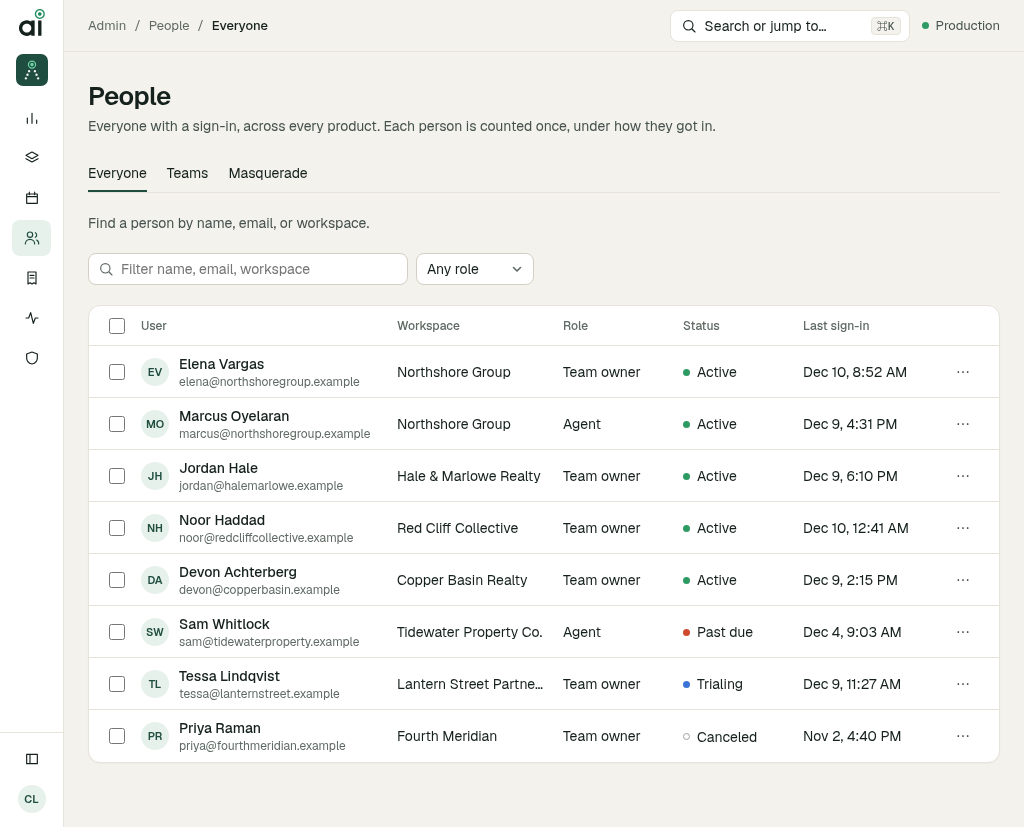 ai
Admin / People / Everyone
Search or jump to...
⌘K
Production
People
Everyone with a sign-in, across every product. Each person is counted once, under how they got in.
Everyone Teams Masquerade
Find a person by name, email, or workspace.
Filter name, email, workspace
Any role
User Workspace Role Status Last sign-in
EV Elena Vargas Northshore Group Team owner Active Dec 10, 8:52 AM
elena@northshoregroup.example
MO Marcus Oyelaran Northshore Group Agent Active Dec 9, 4:31 PM
marcus@northshoregroup.example
JH Jordan Hale Hale & Marlowe Realty Team owner Active Dec 9, 6:10 PM
jordan@halemarlowe.example
NH Noor Haddad Red Cliff Collective Team owner Active Dec 10, 12:41 AM
noor@redcliffcollective.example
DA Devon Achterberg Copper Basin Realty Team owner Active Dec 9, 2:15 PM
devon@copperbasin.example
SW Sam Whitlock Tidewater Property Co. Agent Past due Dec 4, 9:03 AM
sam@tidewaterproperty.example
TL Tessa Lindqvist Lantern Street Partne... Team owner Trialing Dec 9, 11:27 AM
tessa@lanternstreet.example
PR Priya Raman Fourth Meridian Team owner Canceled Nov 2, 4:40 PM
priya@fourthmeridian.example
CL